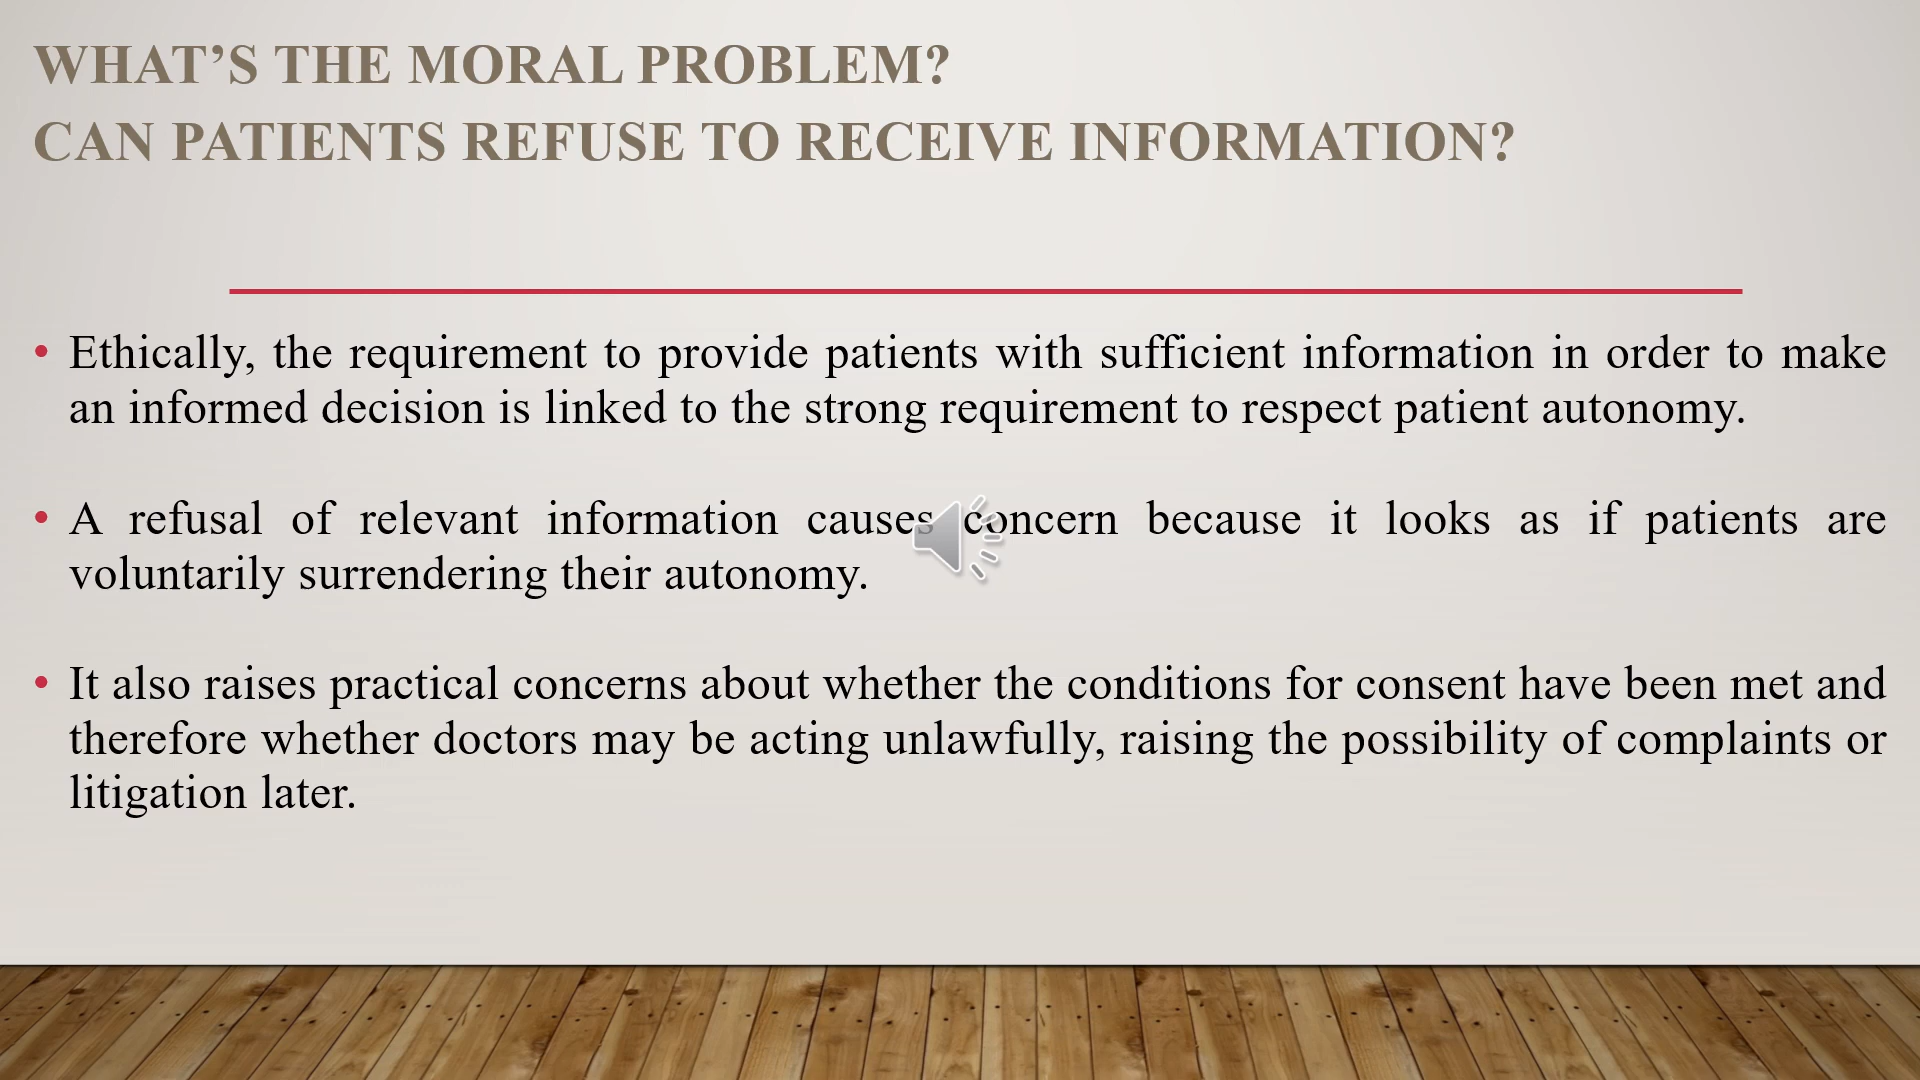 WHAT’S THE MORAL PROBLEM?
CAN PATIENTS REFUSE TO RECEIVE INFORMATION?
• Ethically, the requirement to provide patients with sufficient information in order to make
an informed decision is linked to the strong requirement to respect patient autonomy.
• A refusal of relevant information causes concern because it looks as if patients are
voluntarily surrendering their autonomy.
• It also raises practical concerns about whether the conditions for consent have been met and
therefore whether doctors may be acting unlawfully, raising the possibility of complaints or
litigation later.